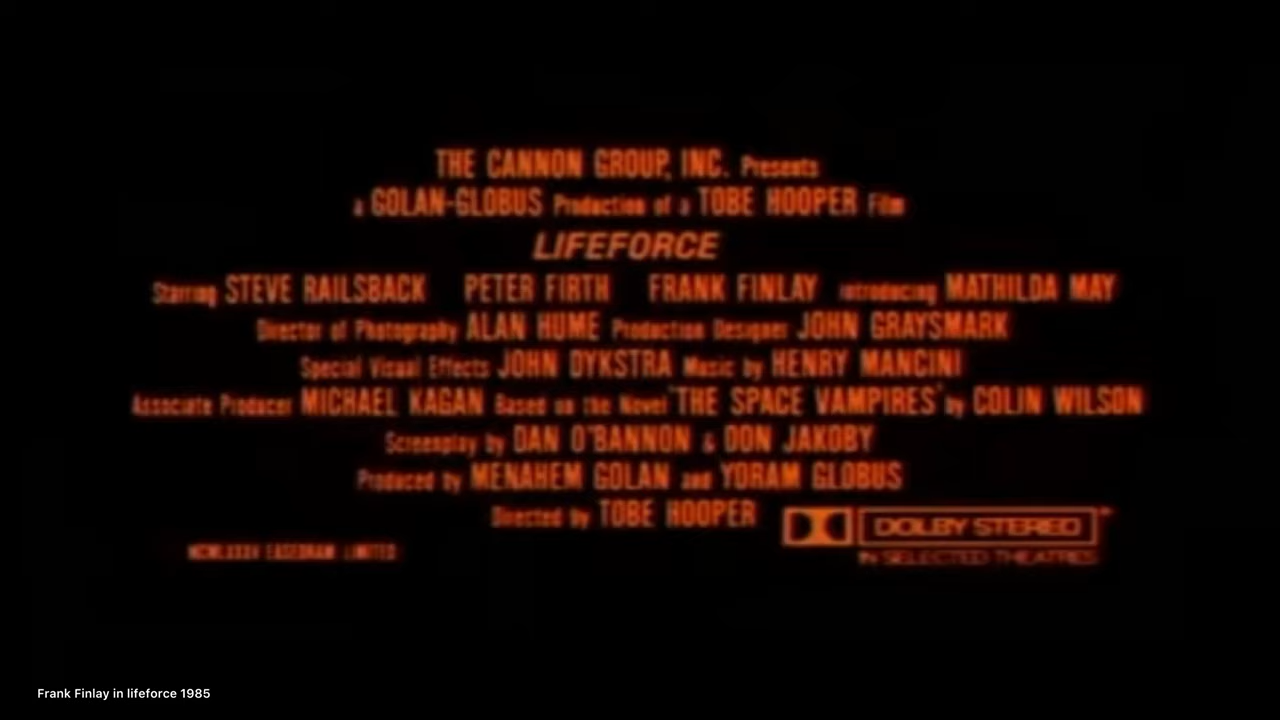 THE CANNON GROUP, INC. Presents
a GOLAN-GLOBUS Production of a TOBE HOOPER Film
LIFEFORCE
Starring STEVE RAILSBACK PETER FIRTH FRANK FINLAY introducing MATHILDA MAY
Director of Photography ALAN HUME Production Designer JOHN GRAYSMARK
Special Visual Effects JOHN DYKSTRA Music by HENRY MANCINI
Associate Producer MICHAEL KAGAN Based on the Novel 'THE SPACE VAMPIRES' by COLIN WILSON
Screenplay by DAN O'BANNON & DON JAKOBY
Produced by MENAHEM GOLAN and YORAM GLOBUS
Directed by TOBE HOOPER
DOLBY STEREO
IN SELECTED THEATRES
MCMLXXXV EASEDRAM LIMITED
Frank Finlay in lifeforce 1985